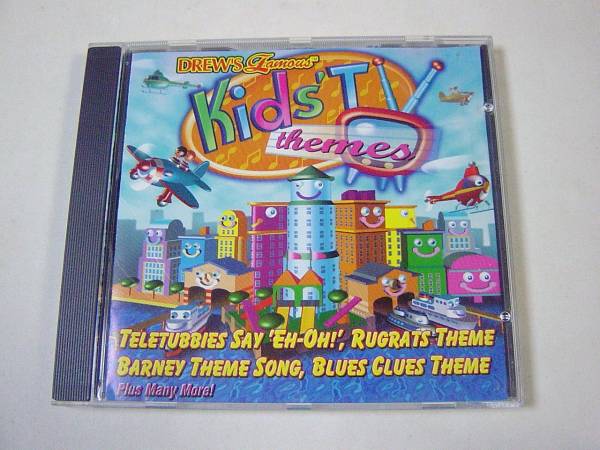 DREW'S Famous™
Kids' TV
themes
TELETUBBIES SAY 'EH-OH!', RUGRATS THEME
BARNEY THEME SONG, BLUES CLUES THEME
Plus Many More!